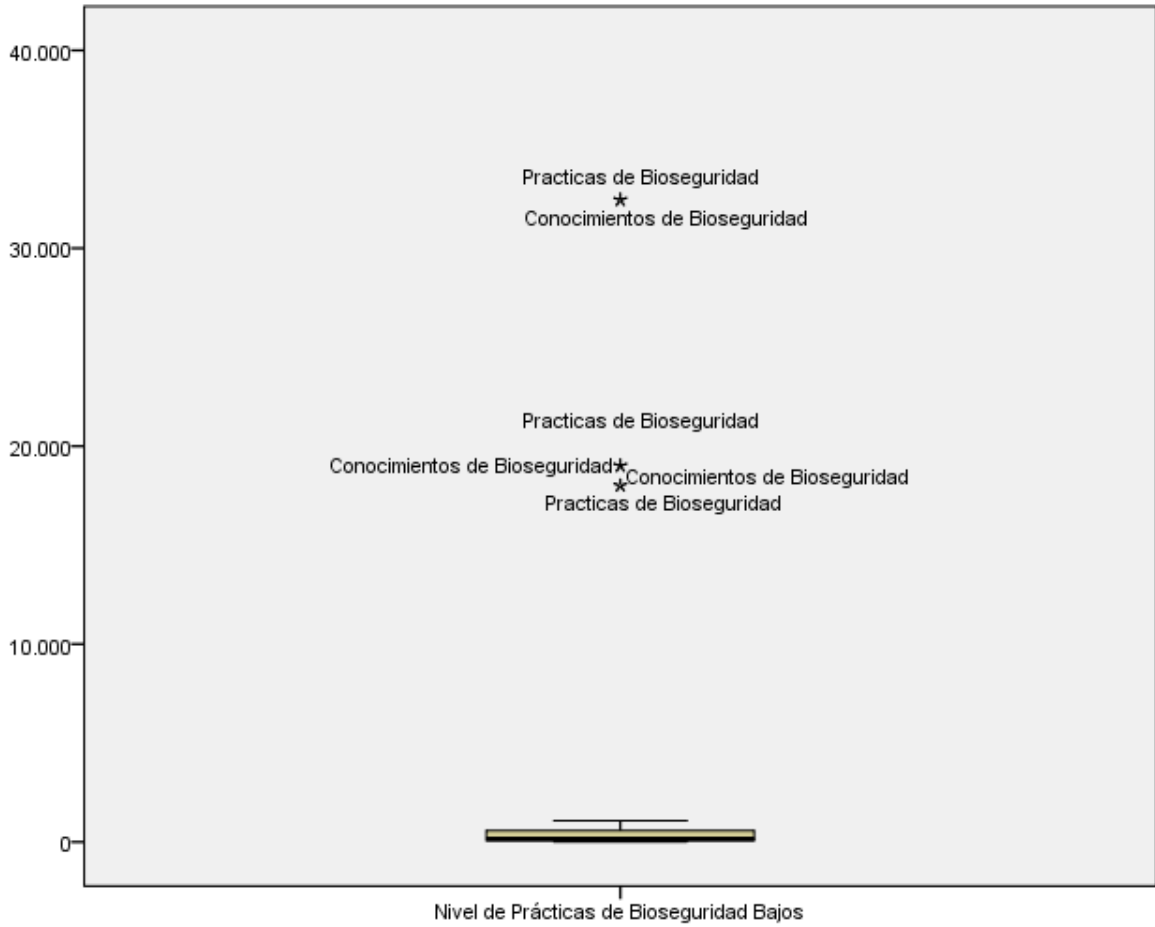 40.000
Practicas de Bioseguridad
Conocimientos de Bioseguridad
30.000
Practicas de Bioseguridad
20.000
Conocimientos de Bioseguridad
Conocimientos de Bioseguridad
Practicas de Bioseguridad
10.000
0
Nivel de Prácticas de Bioseguridad Bajos